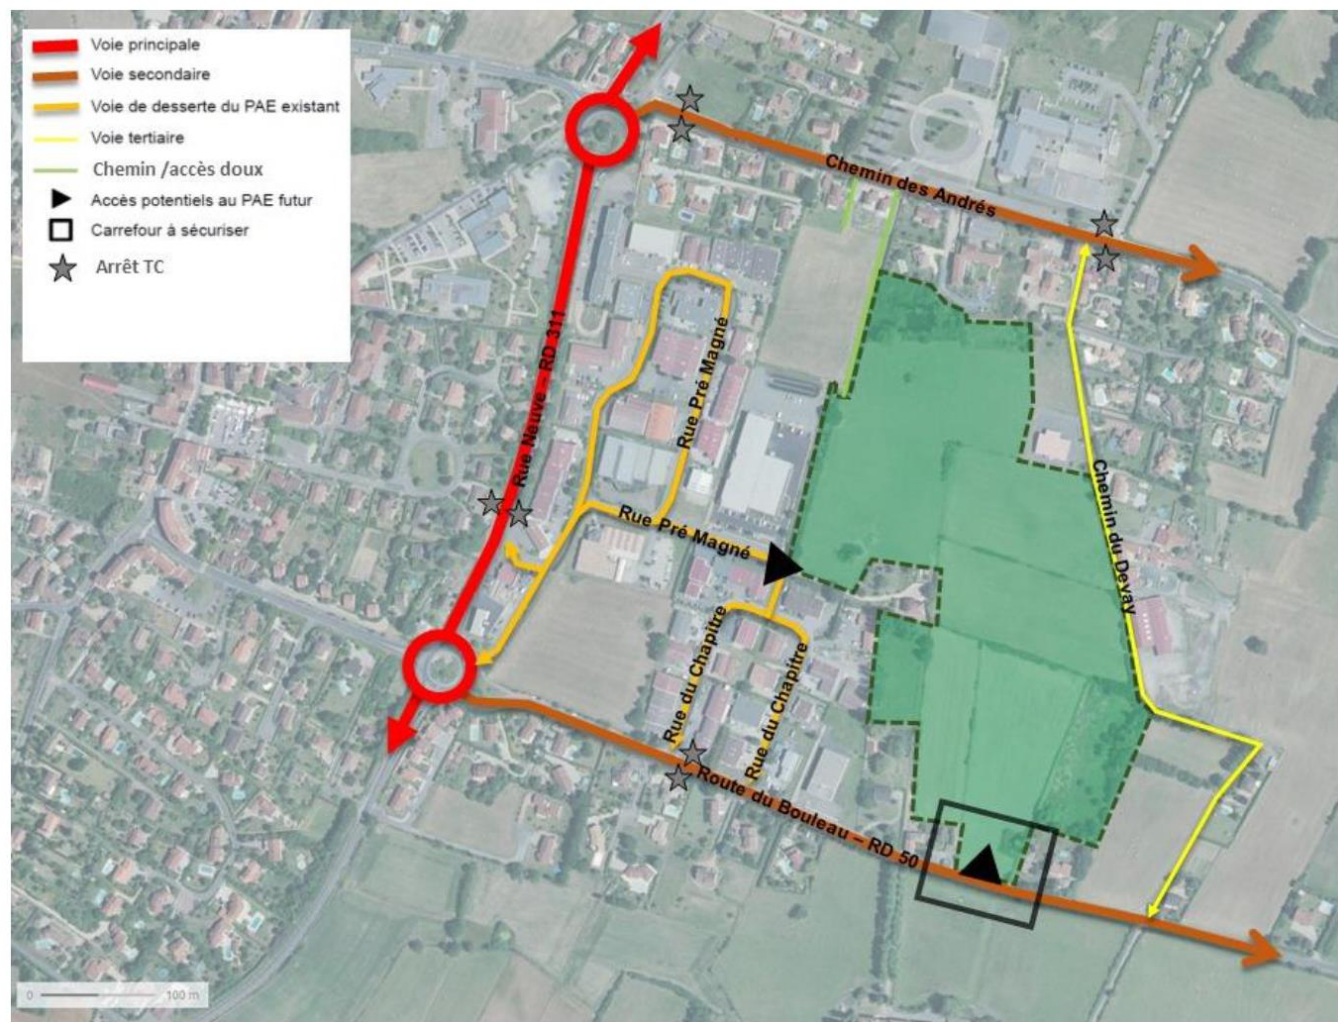 Voie principale
Voie secondaire
Voie de desserte du PAE existant
Voie tertiaire
Chemin /accès doux
Accès potentiels au PAE futur
Carrefour à sécuriser
Arrêt TC
Chemin des Andrés
Rue Neuve – RD 311
Rue Pré Magné
Rue Pré Magné
Chemin du Devay
Rue du Chapitre
Rue du Chapitre
Route du Bouleau – RD 50
0 100 m